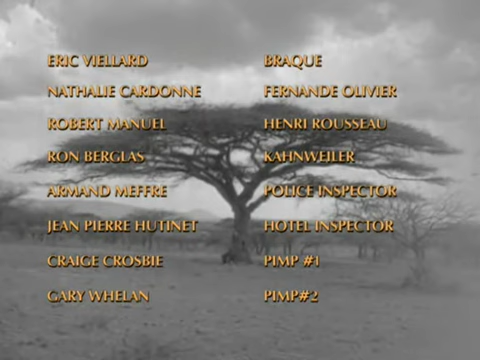 ERIC VIELLARD BRAQUE
NATHALIE CARDONNE FERNANDE OLIVIER
ROBERT MANUEL HENRI ROUSSEAU
RON BERGLAS KAHNWEILER
ARMAND MEFFRE POLICE INSPECTOR
JEAN PIERRE HUTINET HOTEL INSPECTOR
CRAIGE CROSBIE PIMP #1
GARY WHELAN PIMP#2